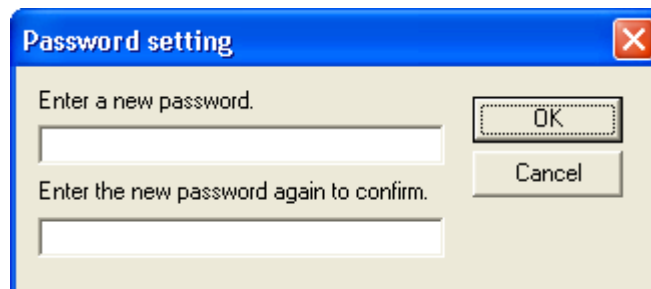 Password setting
Enter a new password.
OK
Cancel
Enter the new password again to confirm.